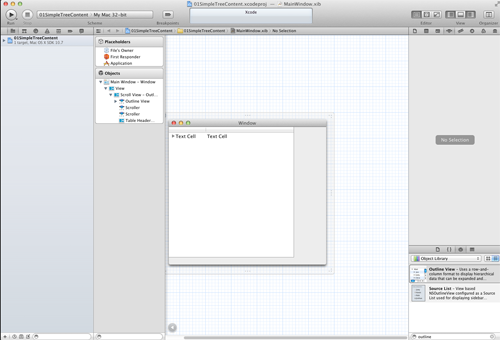 01SimpleTreeContent.xcodeproj — MainWindow.xib
Run
Stop
01SimpleTreeContent
My Mac 32-bit
Scheme
Breakpoints
Xcode
Editor
View
Organizer
01SimpleTreeContent
01SimpleTreeContent
MainWindow.xib
No Selection
01SimpleTreeContent
1 target, Mac OS X SDK 10.7
Placeholders
File's Owner
First Responder
Application
Objects
Main Window – Window
View
Scroll View – Outl...
Outline View
Scroller
Scroller
Table Header...
Window
Text Cell
Text Cell
No Selection
Object Library
Outline View – Uses a row-and-
column format to display hierarchical
data that can be expanded and...
Source List – View based
NSOutlineView configured as a Source
List used for displaying sidebar...
outline